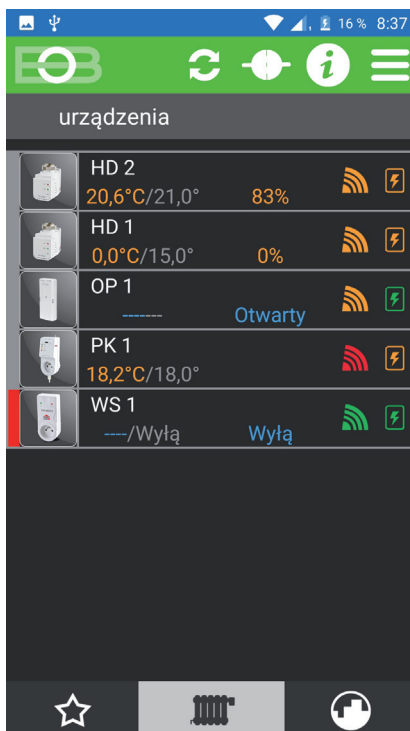 16 % 8:37
EOB
i
urządzenia
HD 2
20,6°C/21,0° 83%
HD 1
0,0°C/15,0° 0%
OP 1
------- Otwarty
PK 1
18,2°C/18,0°
WS 1
----/Wyłą Wyłą